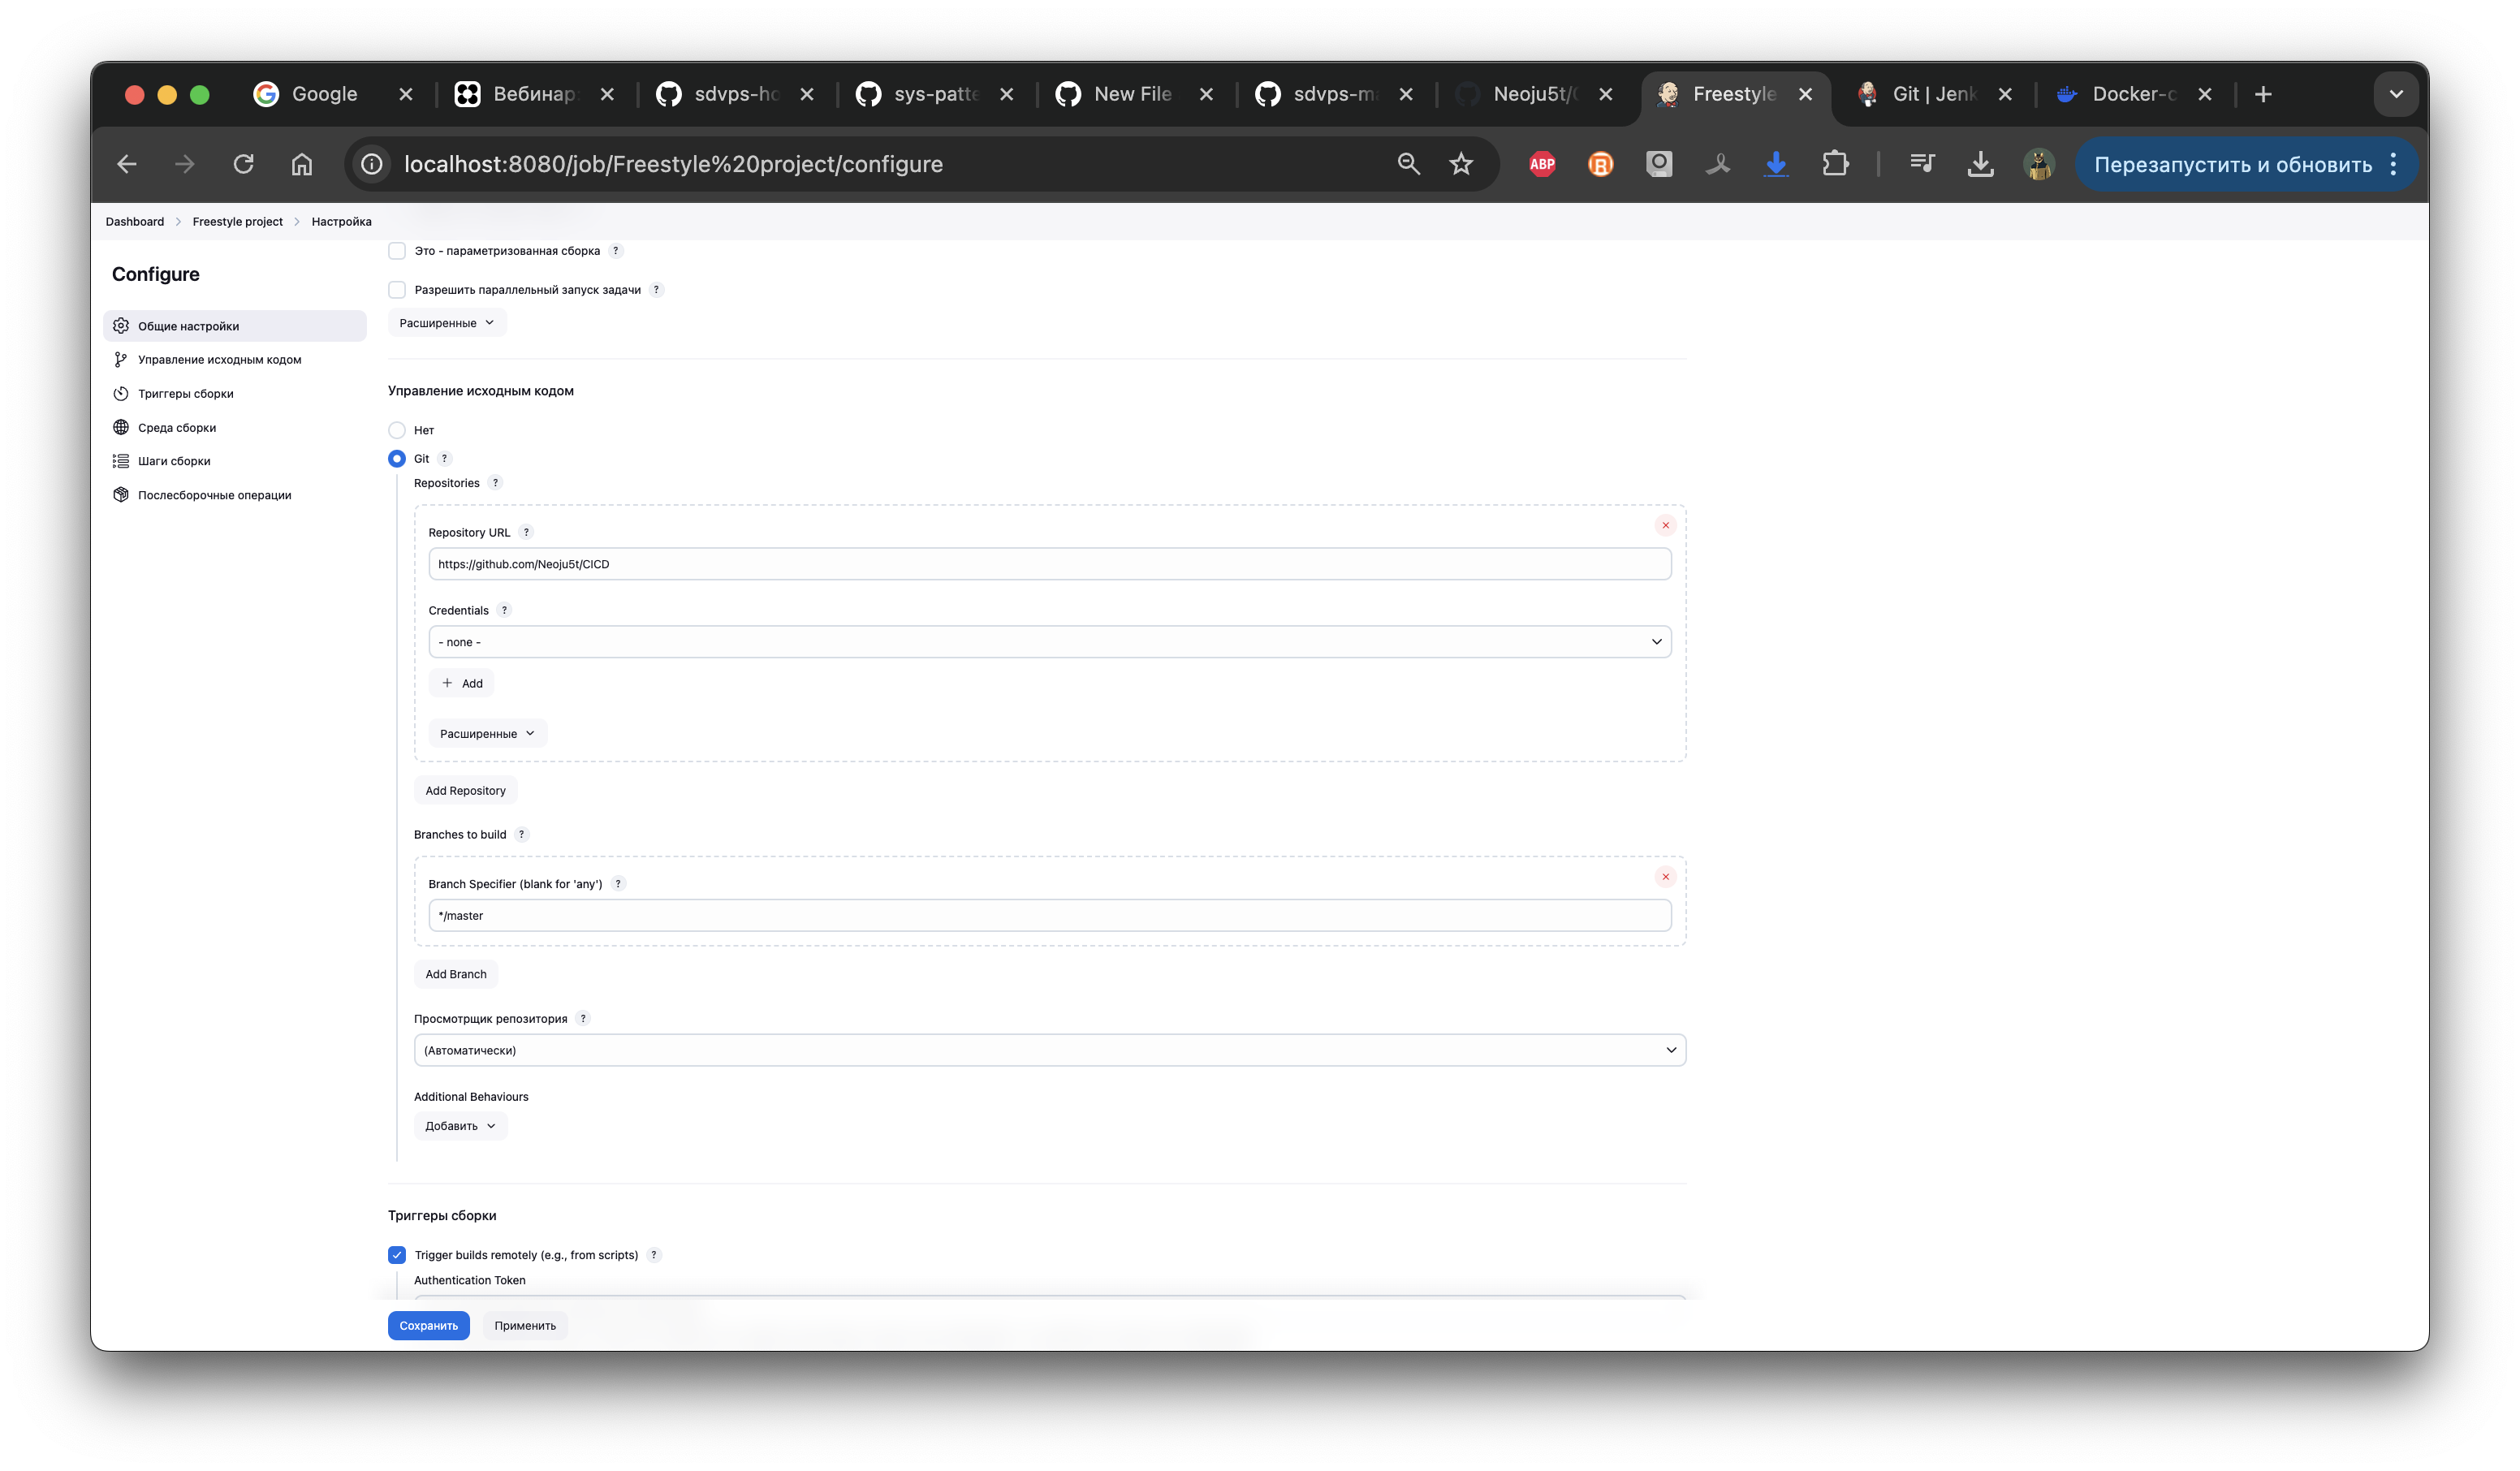 Google
Вебинар:
sdvps-ho
sys-patte
New File
sdvps-ma
Neoju5t/C
Freestyle
Git | Jenk
Docker-c
localhost:8080/job/Freestyle%20project/configure
ABP
Перезапустить и обновить
Dashboard > Freestyle project > Настройка
Configure
Общие настройки
Управление исходным кодом
Триггеры сборки
Среда сборки
Шаги сборки
Послесборочные операции
Это - параметризованная сборка ?
Разрешить параллельный запуск задачи ?
Расширенные
Управление исходным кодом
Нет
Git ?
Repositories ?
Repository URL ?
https://github.com/Neoju5t/CICD
Credentials ?
- none -
+ Add
Расширенные
Add Repository
Branches to build ?
Branch Specifier (blank for 'any') ?
*/master
Add Branch
Просмотрщик репозитория ?
(Автоматически)
Additional Behaviours
Добавить
Триггеры сборки
Trigger builds remotely (e.g., from scripts) ?
Authentication Token
Сохранить
Применить